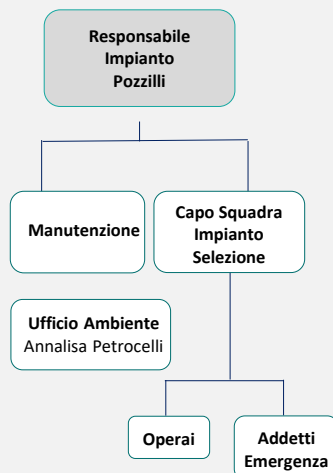 Responsabile
Impianto
Pozzilli
Manutenzione
Capo Squadra
Impianto
Selezione
Ufficio Ambiente
Annalisa Petrocelli
Operai
Addetti
Emergenza